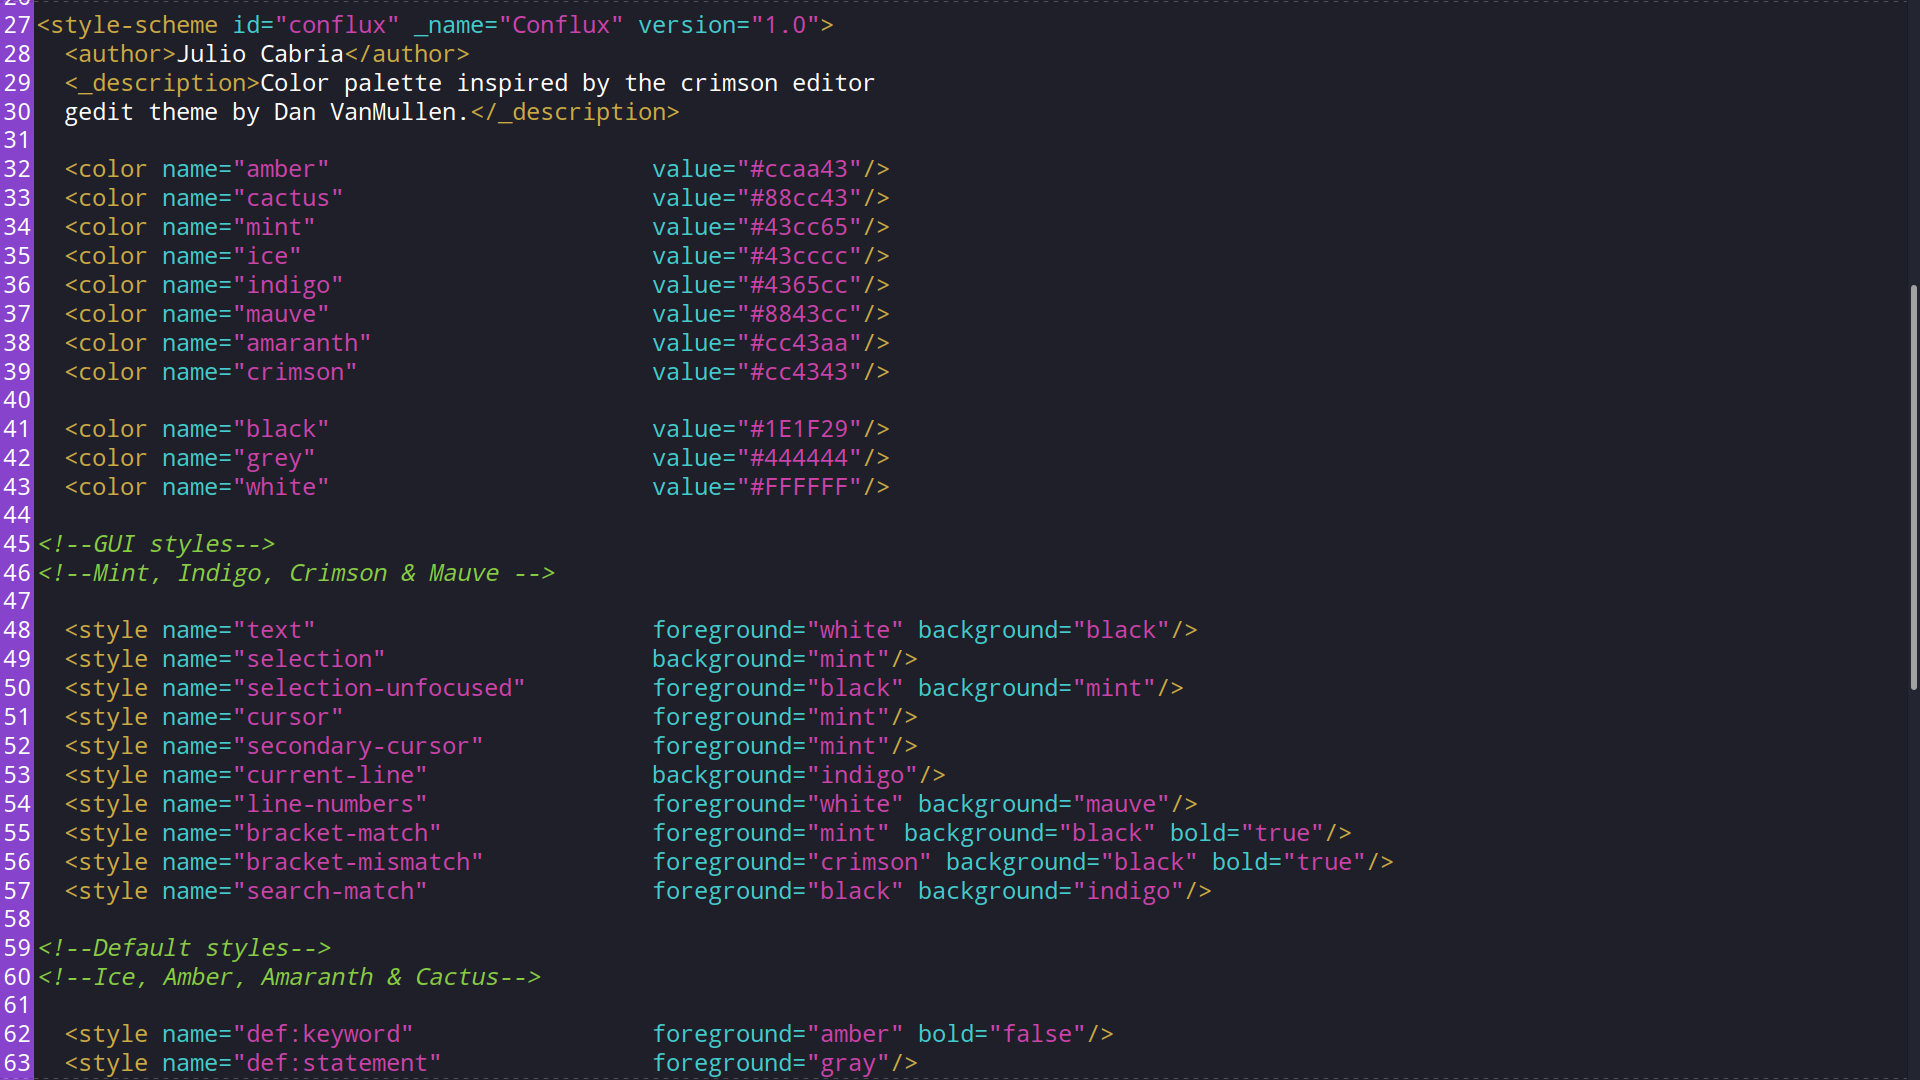 27 <style-scheme id="conflux" _name="Conflux" version="1.0">
28   <author>Julio Cabria</author>
29   <_description>Color palette inspired by the crimson editor
30   gedit theme by Dan VanMullen.</_description>
31
32   <color name="amber"                       value="#ccaa43"/>
33   <color name="cactus"                      value="#88cc43"/>
34   <color name="mint"                        value="#43cc65"/>
35   <color name="ice"                         value="#43cccc"/>
36   <color name="indigo"                      value="#4365cc"/>
37   <color name="mauve"                       value="#8843cc"/>
38   <color name="amaranth"                    value="#cc43aa"/>
39   <color name="crimson"                     value="#cc4343"/>
40
41   <color name="black"                       value="#1E1F29"/>
42   <color name="grey"                        value="#444444"/>
43   <color name="white"                       value="#FFFFFF"/>
44
45 <!--GUI styles-->
46 <!--Mint, Indigo, Crimson & Mauve -->
47
48   <style name="text"                        foreground="white" background="black"/>
49   <style name="selection"                   background="mint"/>
50   <style name="selection-unfocused"         foreground="black" background="mint"/>
51   <style name="cursor"                      foreground="mint"/>
52   <style name="secondary-cursor"            foreground="mint"/>
53   <style name="current-line"                background="indigo"/>
54   <style name="line-numbers"                foreground="white" background="mauve"/>
55   <style name="bracket-match"               foreground="mint" background="black" bold="true"/>
56   <style name="bracket-mismatch"            foreground="crimson" background="black" bold="true"/>
57   <style name="search-match"                foreground="black" background="indigo"/>
58
59 <!--Default styles-->
60 <!--Ice, Amber, Amaranth & Cactus-->
61
62   <style name="def:keyword"                 foreground="amber" bold="false"/>
63   <style name="def:statement"               foreground="gray"/>